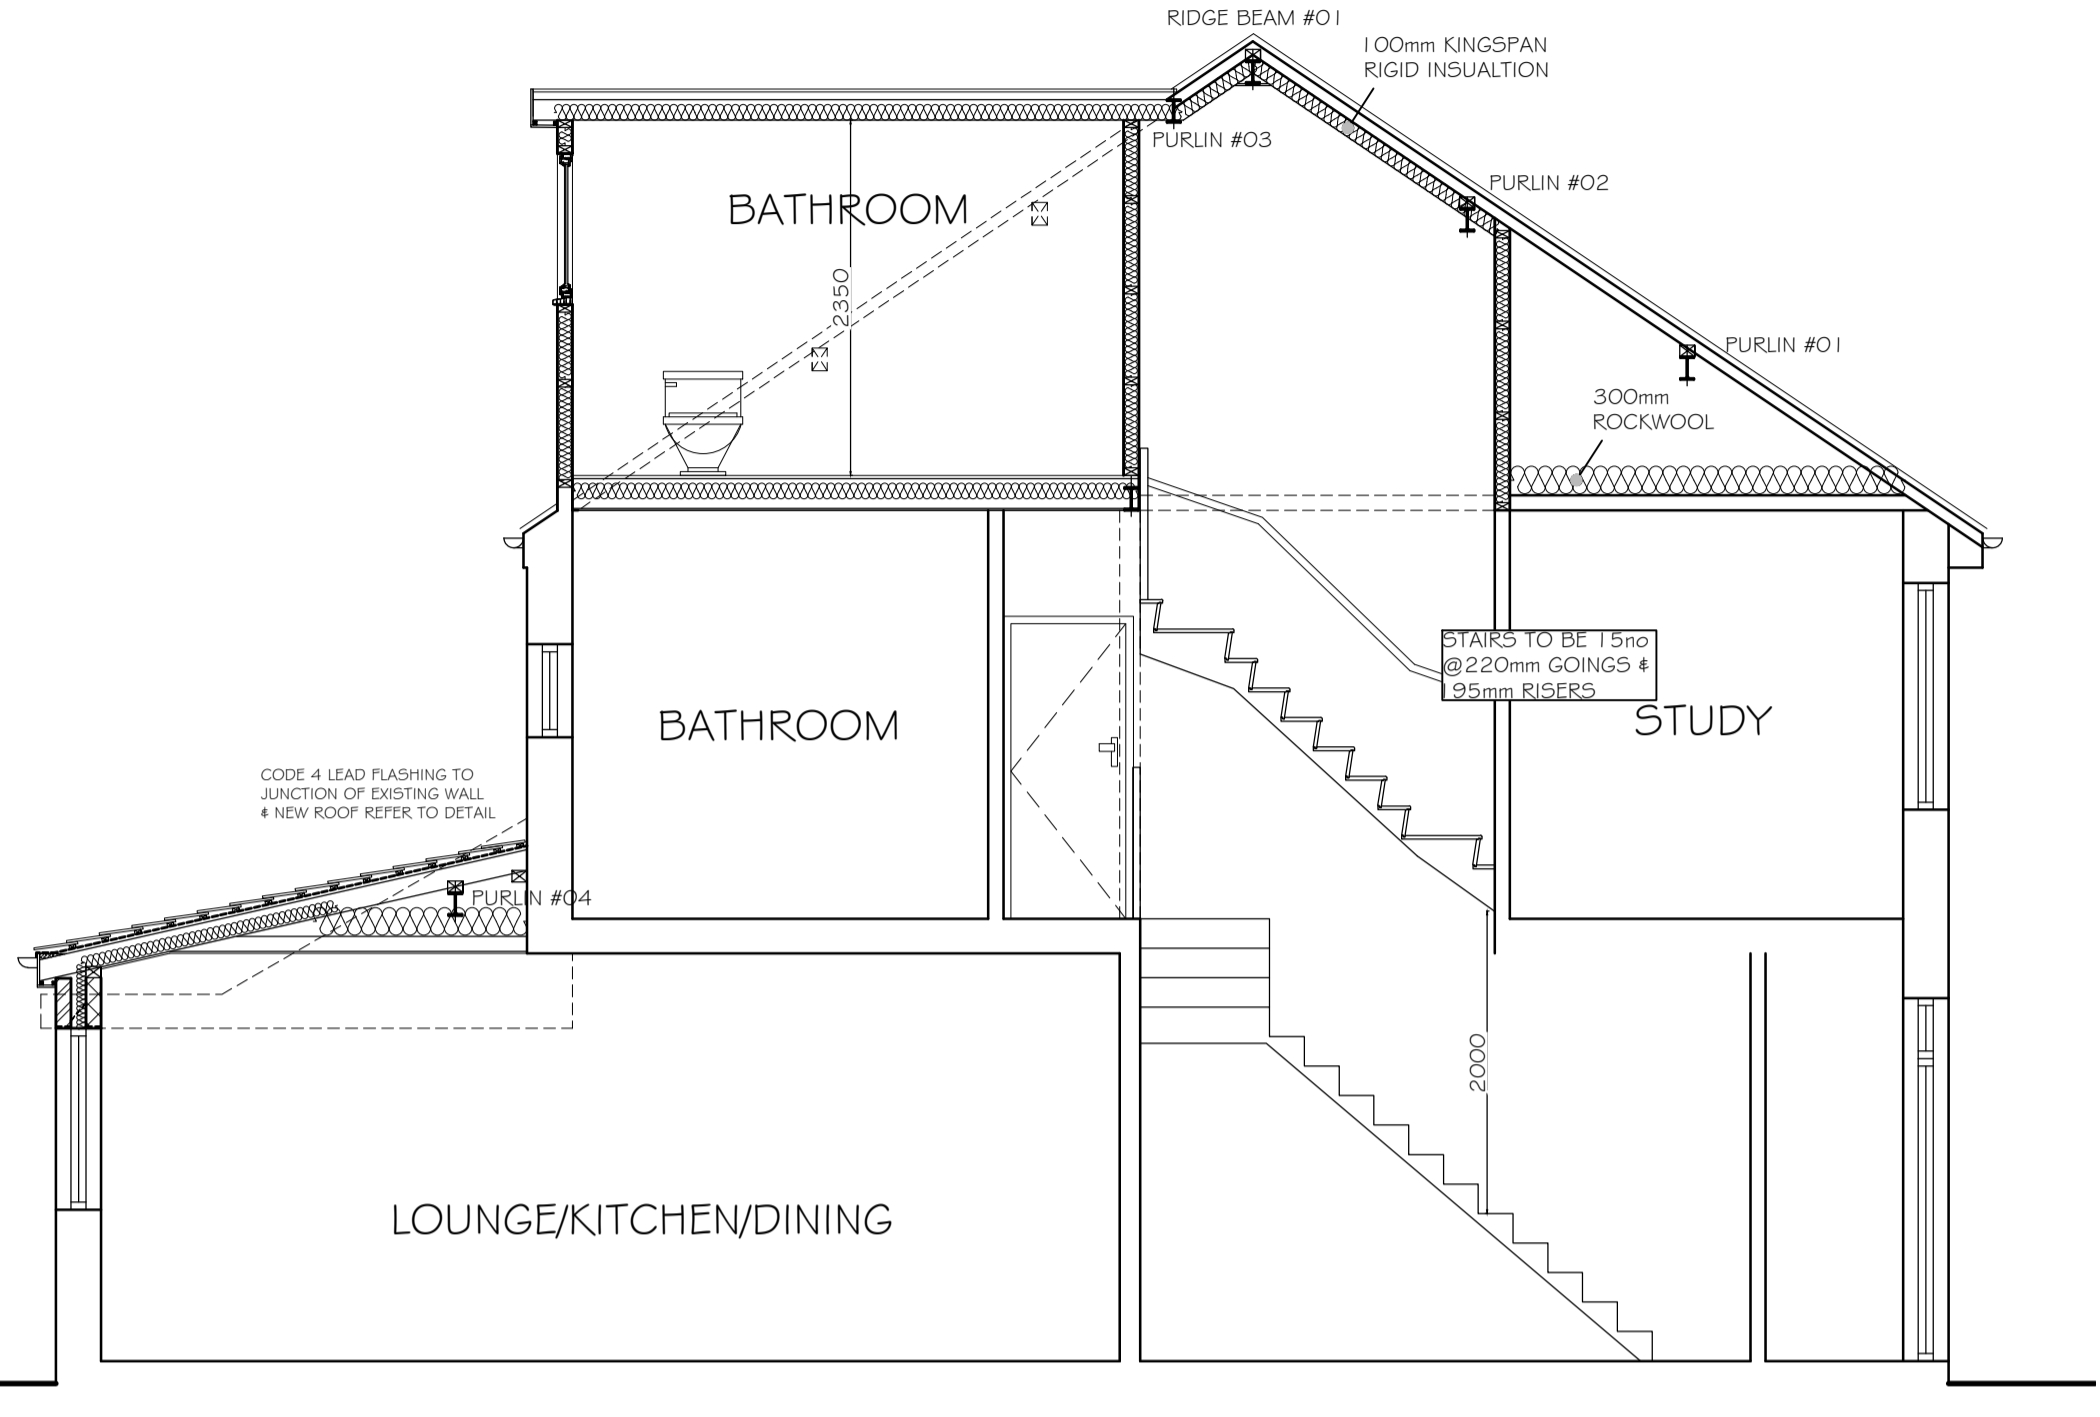 RIDGE BEAM #01
100mm KINGSPAN
RIGID INSUALTION
PURLIN #03
PURLIN #02
BATHROOM
2350
PURLIN #01
300mm
ROCKWOOL
STAIRS TO BE 15no
@220mm GOINGS &
195mm RISERS
BATHROOM
STUDY
CODE 4 LEAD FLASHING TO
JUNCTION OF EXISTING WALL
& NEW ROOF REFER TO DETAIL
PURLIN #04
2000
LOUNGE/KITCHEN/DINING